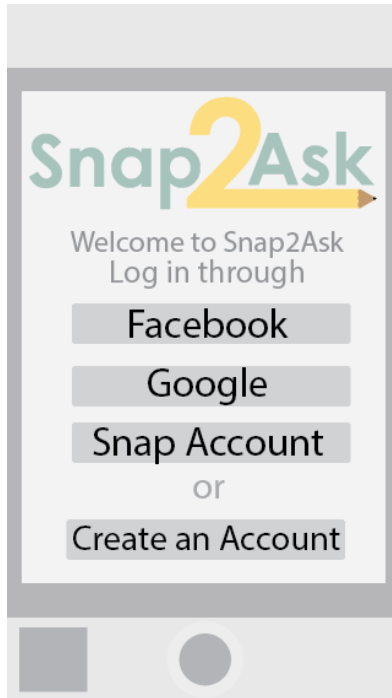 Snap2Ask
Welcome to Snap2Ask
Log in through
Facebook
Google
Snap Account
or
Create an Account